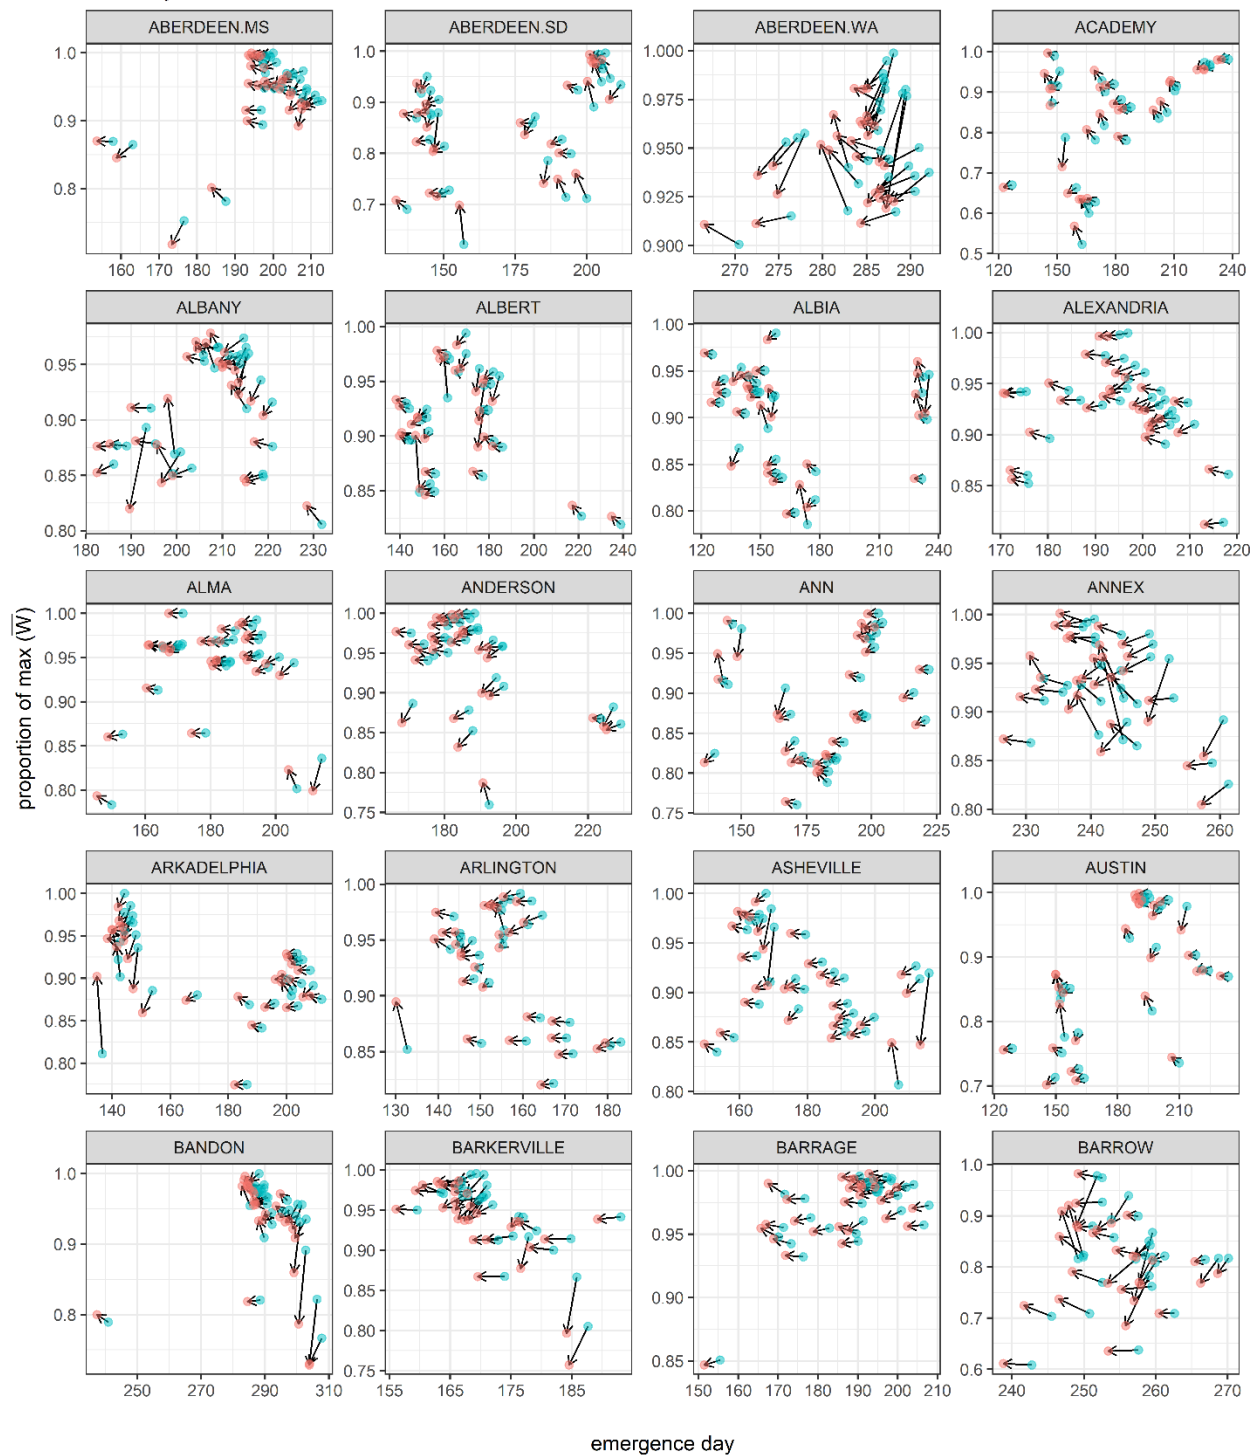 ABERDEEN.MS ABERDEEN.SD ABERDEEN.WA ACADEMY
1.0 0.9 0.8
160 170 180 190 200 210
1.0 0.9 0.8 0.7
150 175 200
1.000 0.975 0.950 0.925 0.900
270 275 280 285 290
1.0 0.9 0.8 0.7 0.6 0.5
120 150 180 210 240
ALBANY ALBERT ALBIA ALEXANDRIA
0.95 0.90 0.85 0.80
180 190 200 210 220 230
1.00 0.95 0.90 0.85
140 160 180 200 220 240
1.00 0.95 0.90 0.85 0.80
120 150 180 210 240
1.00 0.95 0.90 0.85
170 180 190 200 210 220
ALMA ANDERSON ANN ANNEX
1.00 0.95 0.90 0.85 0.80
160 180 200
1.00 0.95 0.90 0.85 0.80 0.75
180 200 220
1.00 0.95 0.90 0.85 0.80 0.75
150 175 200 225
1.00 0.95 0.90 0.85 0.80
230 240 250 260
ARKADELPHIA ARLINGTON ASHEVILLE AUSTIN
1.00 0.95 0.90 0.85 0.80
140 160 180 200
1.00 0.95 0.90 0.85
130 140 150 160 170 180
1.00 0.95 0.90 0.85 0.80
160 180 200
1.0 0.9 0.8 0.7
120 150 180 210
BANDON BARKERVILLE BARRAGE BARROW
1.0 0.9 0.8
250 270 290 310
1.00 0.95 0.90 0.85 0.80 0.75
155 165 175 185
1.00 0.95 0.90 0.85
150 160 170 180 190 200 210
1.0 0.9 0.8 0.7 0.6
240 250 260 270
proportion of max (W̅)
emergence day